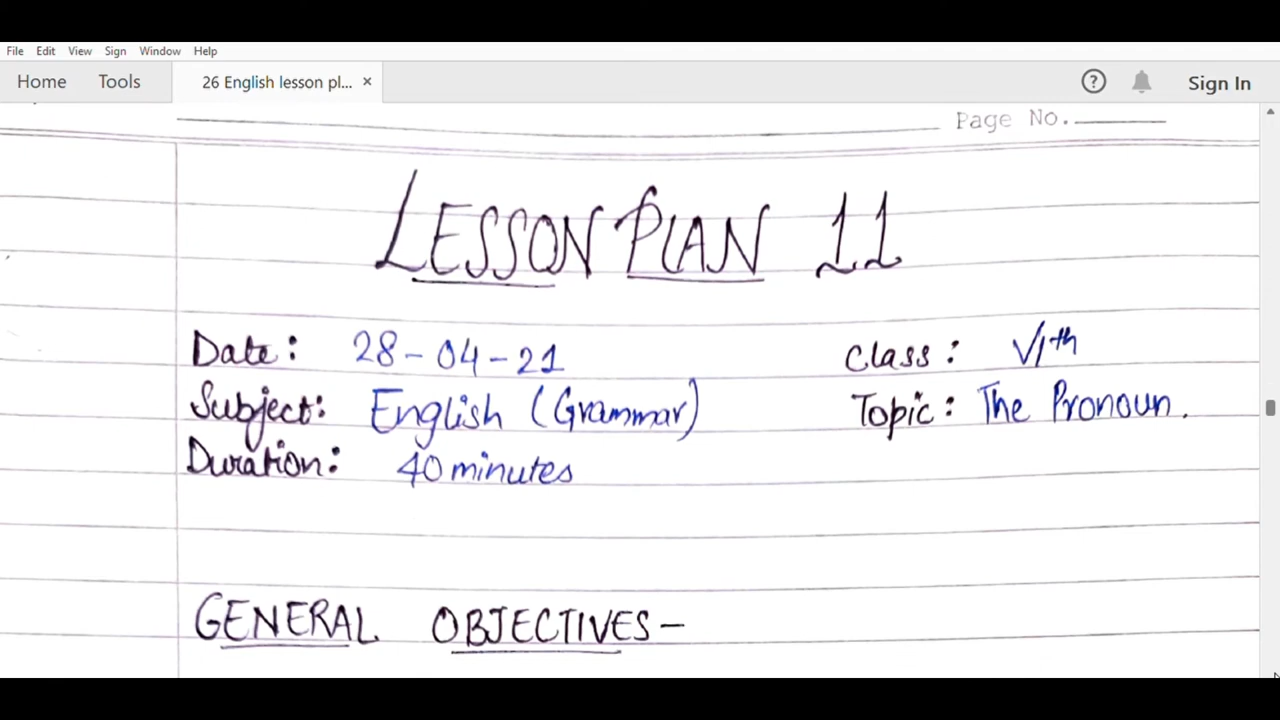 File Edit View Sign Window Help
Home Tools 26 English lesson pl... × ? Sign In
Page No.
LESSON PLAN 11
Date: 28-04-21 Class: VIth
Subject: English (Grammar) Topic: The Pronoun.
Duration: 40 minutes
GENERAL OBJECTIVES-